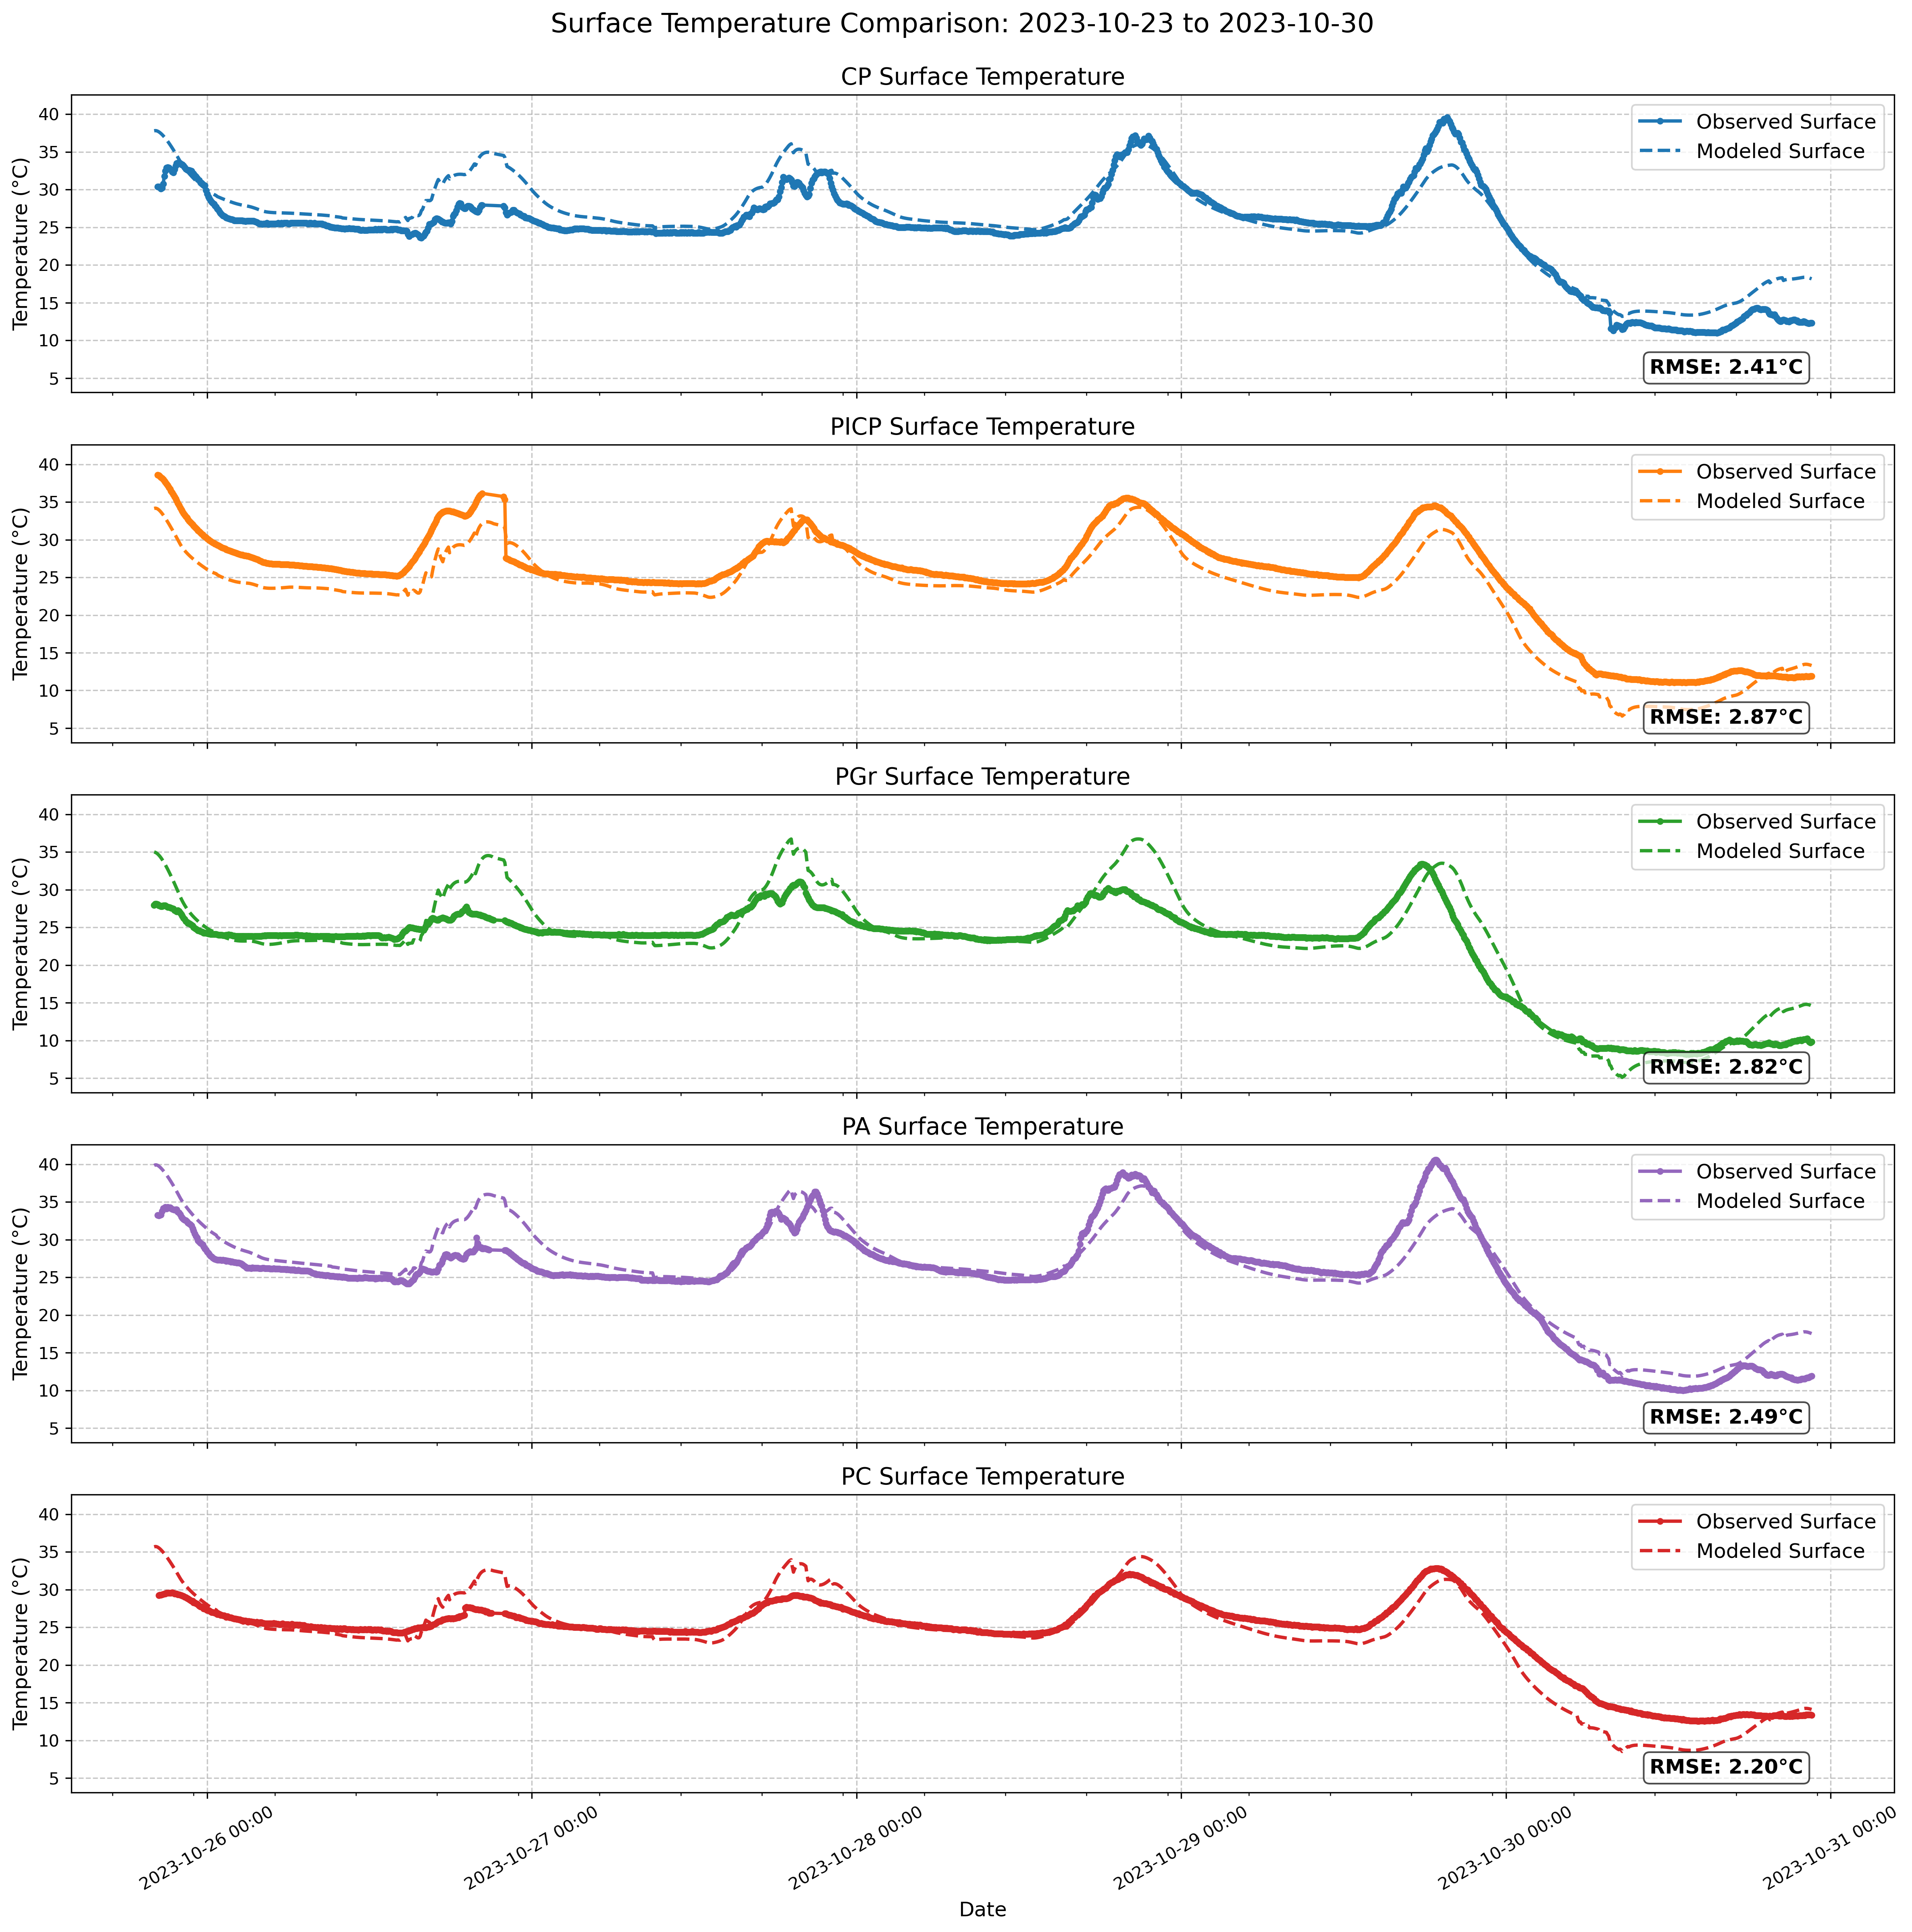 Surface Temperature Comparison: 2023-10-23 to 2023-10-30
CP Surface Temperature
Temperature (°C)
40
35
30
25
20
15
10
5
Observed Surface
Modeled Surface
RMSE: 2.41°C
PICP Surface Temperature
Temperature (°C)
40
35
30
25
20
15
10
5
Observed Surface
Modeled Surface
RMSE: 2.87°C
PGr Surface Temperature
Temperature (°C)
40
35
30
25
20
15
10
5
Observed Surface
Modeled Surface
RMSE: 2.82°C
PA Surface Temperature
Temperature (°C)
40
35
30
25
20
15
10
5
Observed Surface
Modeled Surface
RMSE: 2.49°C
PC Surface Temperature
Temperature (°C)
40
35
30
25
20
15
10
5
Observed Surface
Modeled Surface
RMSE: 2.20°C
2023-10-26 00:00
2023-10-27 00:00
2023-10-28 00:00
2023-10-29 00:00
2023-10-30 00:00
2023-10-31 00:00
Date